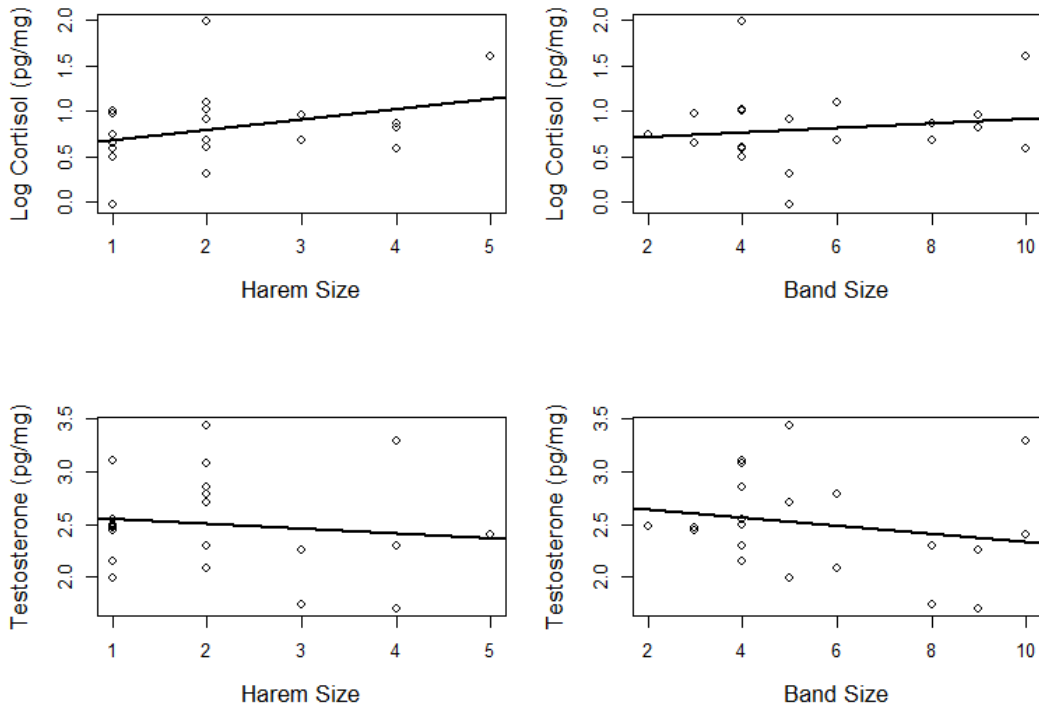 Log Cortisol (pg/mg)
0.0 0.5 1.0 1.5 2.0
1 2 3 4 5
Harem Size
Log Cortisol (pg/mg)
0.0 0.5 1.0 1.5 2.0
2 4 6 8 10
Band Size
Testosterone (pg/mg)
2.0 2.5 3.0 3.5
1 2 3 4 5
Harem Size
Testosterone (pg/mg)
2.0 2.5 3.0 3.5
2 4 6 8 10
Band Size